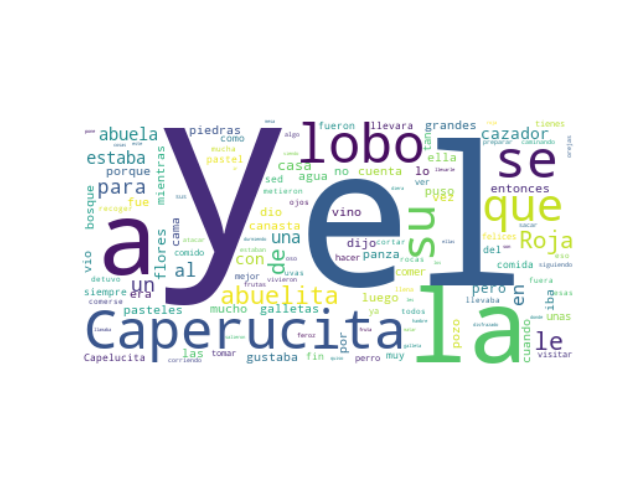 y
el
a
la
lobo
Caperucita
se
que
su
Roja
abuelita
abuela
estaba
para
un
al
de
con
una
le
en
pero
cazador
piedras
como
porque
mientras
fue
pastel
mucha
casa
sed
agua
no
cuenta
lo
ella
tan
grandes
fueron
llevara
algo
tienes
preparar
caminando
entonces
puso
vez
ver
rocas
metieron
ojos
bosque
recoger
flores
cama
canasta
dio
vino
dijo
cortar
hacer
panza
comer
felices
sacar
del
eso
siguiendo
comida
fuera
esas
iba
unas
llevaba
vio
detuvo
siempre
comerse
era
comido
atacar
estaban
mejor
uvas
vivieron
frutas
luego
ya
pasteles
mucho
galletas
por
todos
hombre
pozo
cuando
visitar
Capelucita
las
tomar
corriendo
gustaba
feroz
fin
perro
muy
galleta
disfrazado